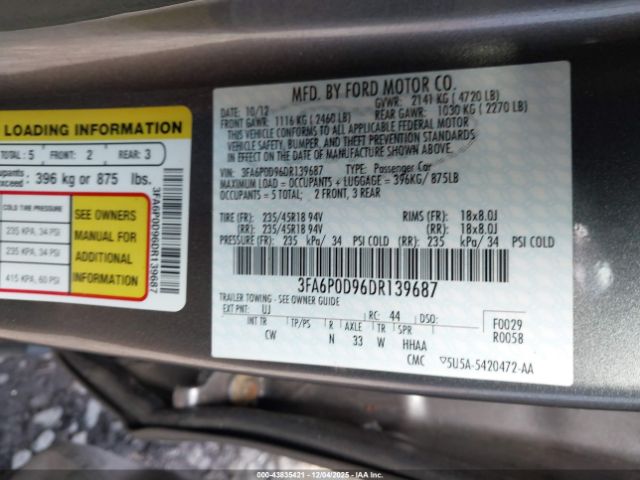 LOADING INFORMATION
TOTAL: 5 FRONT: 2 REAR: 3
396 kg or 875 lbs.
COLD TIRE PRESSURE
235 KPA, 34 PSI
235 KPA, 34 PSI
415 KPA, 60 PSI
SEE OWNERS
MANUAL FOR
ADDITIONAL
INFORMATION
3FA6P0D96DR139687
MFD. BY FORD MOTOR CO.
DATE: 10/12 GVWR: 2141 KG ( 4720 LB)
FRONT GAWR: 1116 KG ( 2460 LB) REAR GAWR: 1030 KG ( 2270 LB)
THIS VEHICLE CONFORMS TO ALL APPLICABLE FEDERAL MOTOR
VEHICLE SAFETY, BUMPER, AND THEFT PREVENTION STANDARDS
IN EFFECT ON THE DATE OF MANUFACTURE SHOWN ABOVE.
VIN: 3FA6P0D96DR139687 TYPE: Passenger Car
MAXIMUM LOAD = OCCUPANTS + LUGGAGE = 396KG/ 875LB
OCCUPANTS = 5 TOTAL; 2 FRONT, 3 REAR
TIRE (FR): 235/45R18 94V RIMS (FR): 18x8.0J
(RR): 235/45R18 94V (RR): 18x8.0J
PRESSURE (FR): 235 kPa/ 34 PSI COLD (RR): 235 kPa/ 34 PSI COLD
3FA6P0D96DR139687
TRAILER TOWING - SEE OWNER GUIDE
EXT PNT: UJ RC: 44 DSO: F0029
INT TR TP/PS R AXLE TR SPR R0058
CW N 33 W HHAA
CMC 5U5A-5420472-AA
000-43835421 - 12/04/2025 - IAAI.COM